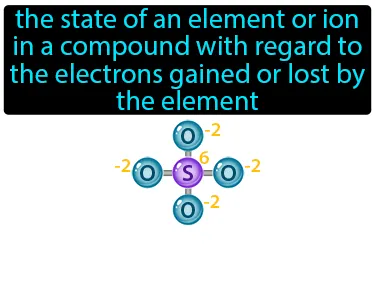 the state of an element or ion
in a compound with regard to
the electrons gained or lost by
the element
O -2
6
-2 O S O -2
O -2